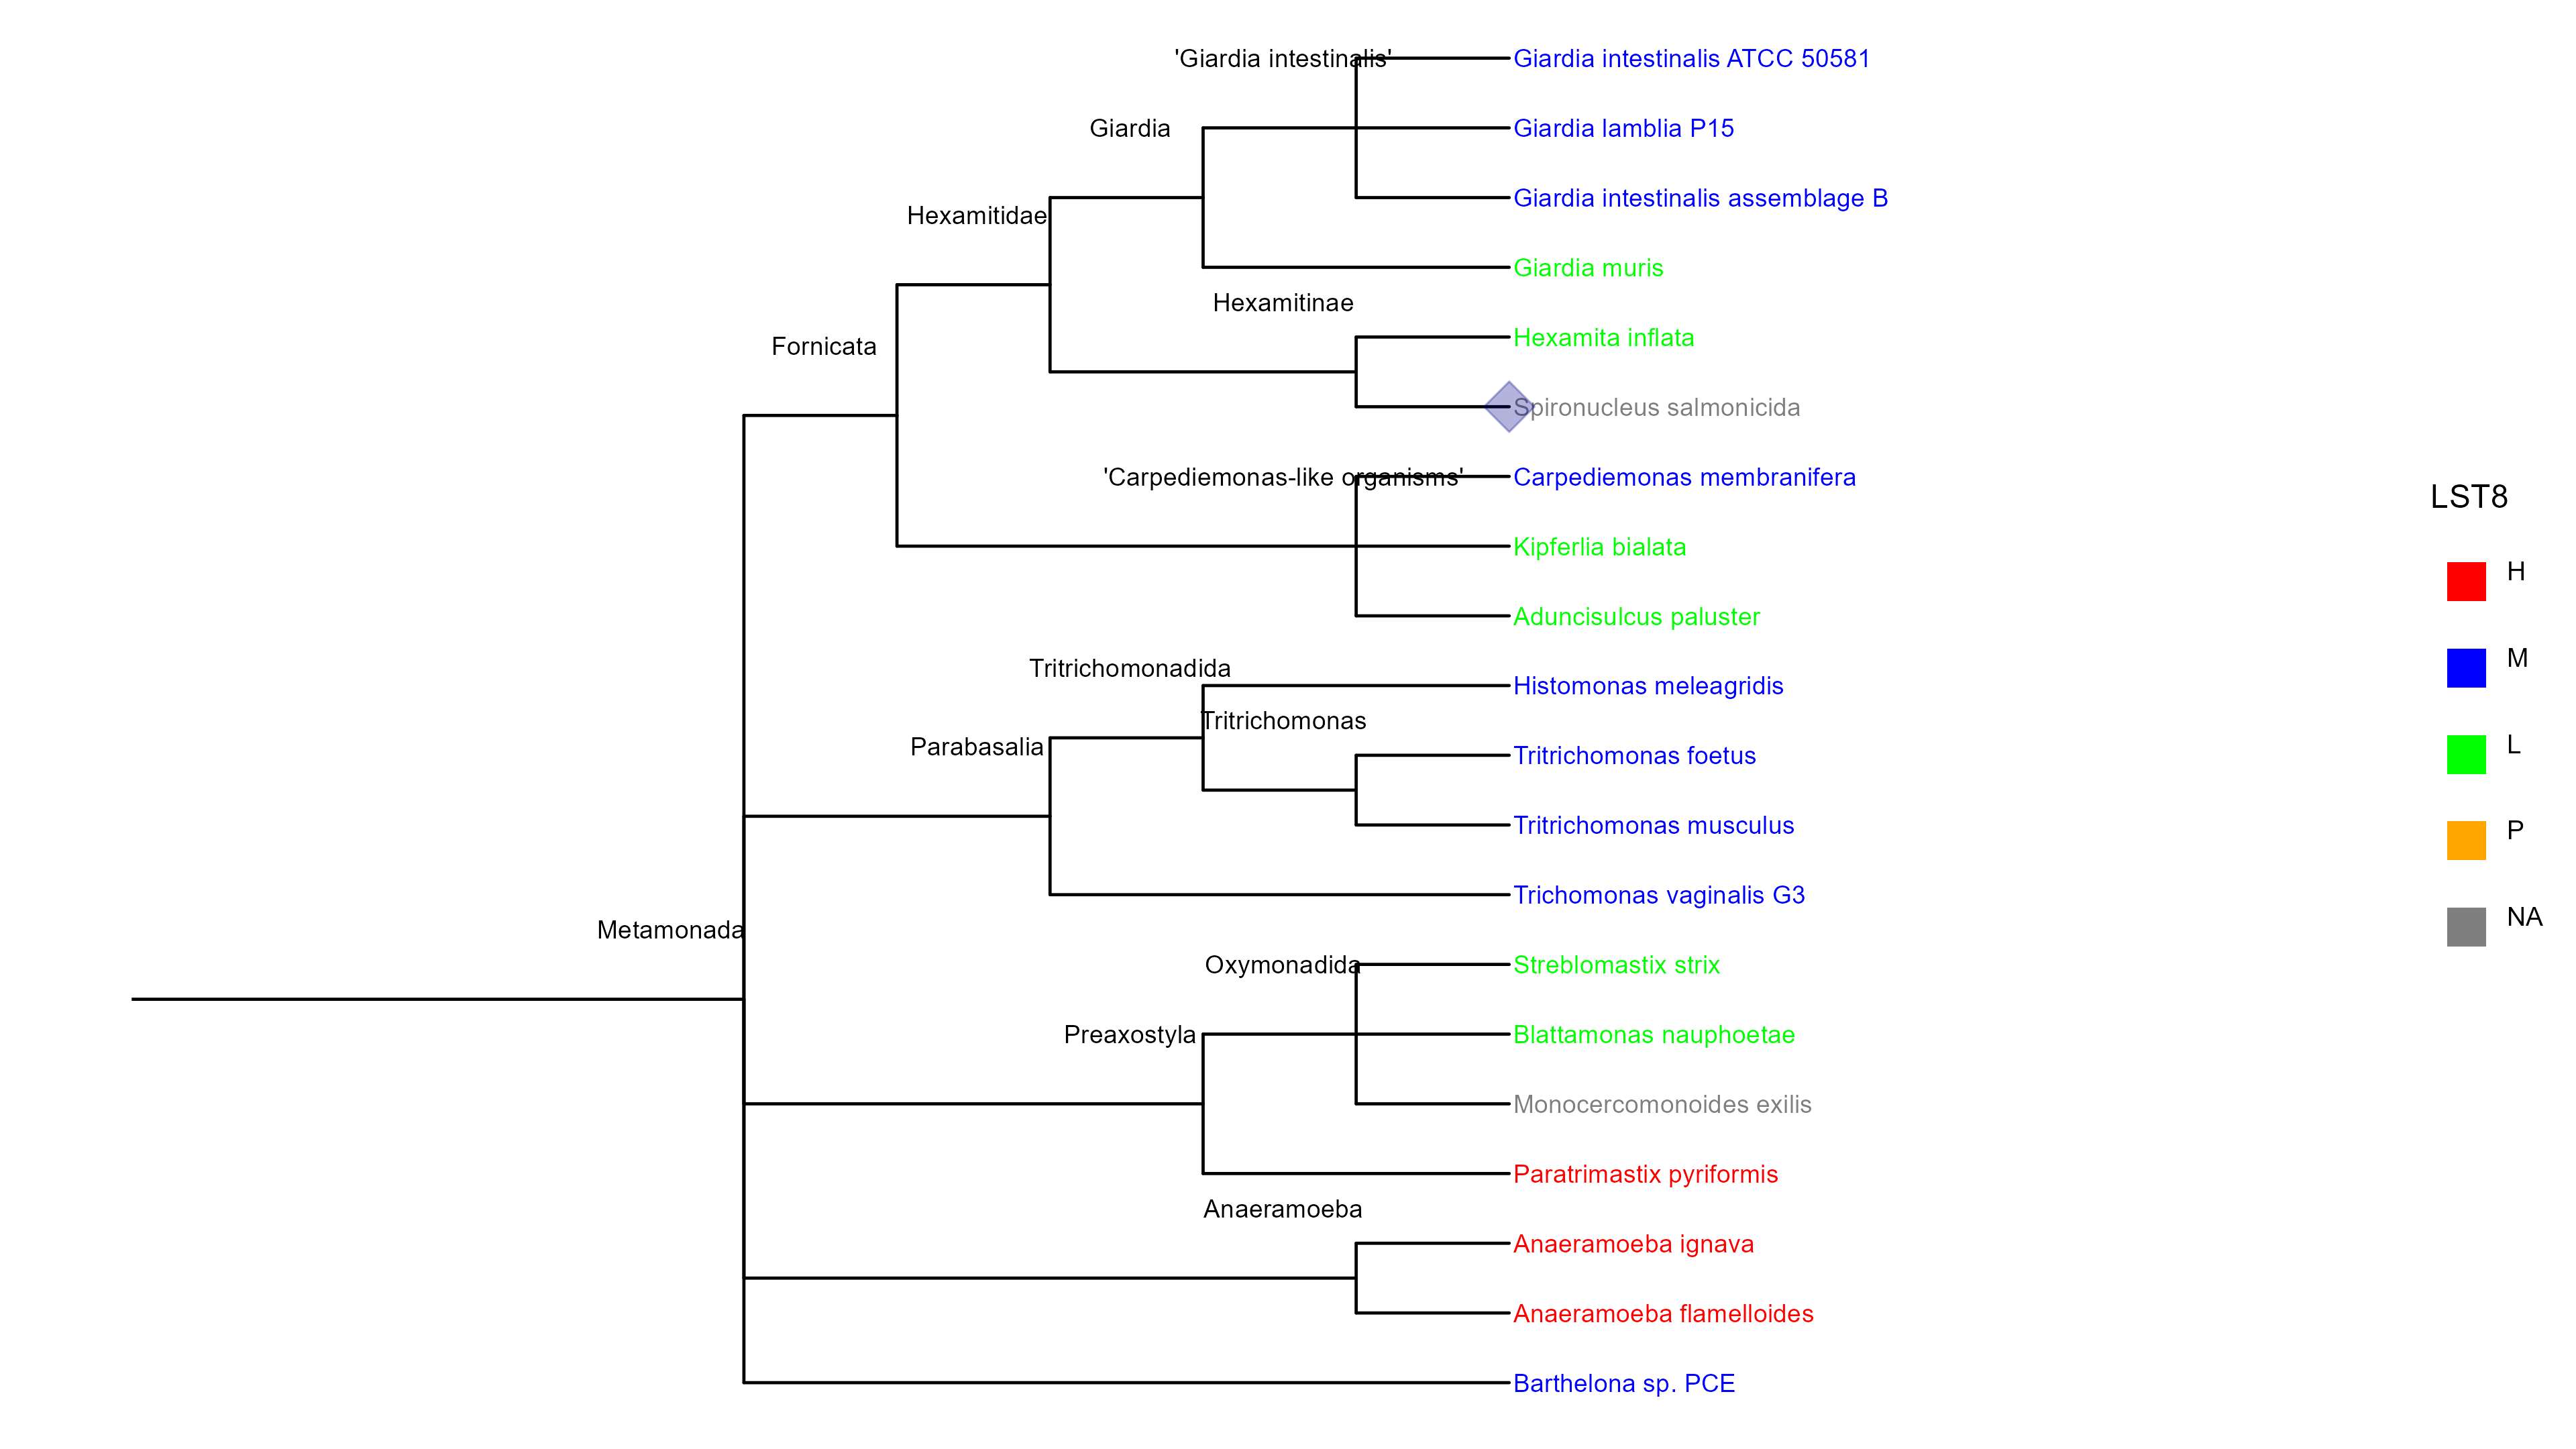 'Giardia intestinalis'
Giardia intestinalis ATCC 50581
Giardia
Giardia lamblia P15
Giardia intestinalis assemblage B
Hexamitidae
Giardia muris
Hexamitinae
Hexamita inflata
Fornicata
Spironucleus salmonicida
'Carpediemonas-like organisms'
Carpediemonas membranifera
Kipferlia bialata
Aduncisulcus paluster
Tritrichomonadida
Histomonas meleagridis
Tritrichomonas
Parabasalia
Tritrichomonas foetus
Tritrichomonas musculus
Trichomonas vaginalis G3
Metamonada
Oxymonadida
Streblomastix strix
Preaxostyla
Blattamonas nauphoetae
Monocercomonoides exilis
Paratrimastix pyriformis
Anaeramoeba
Anaeramoeba ignava
Anaeramoeba flamelloides
Barthelona sp. PCE
LST8
H
M
L
P
NA